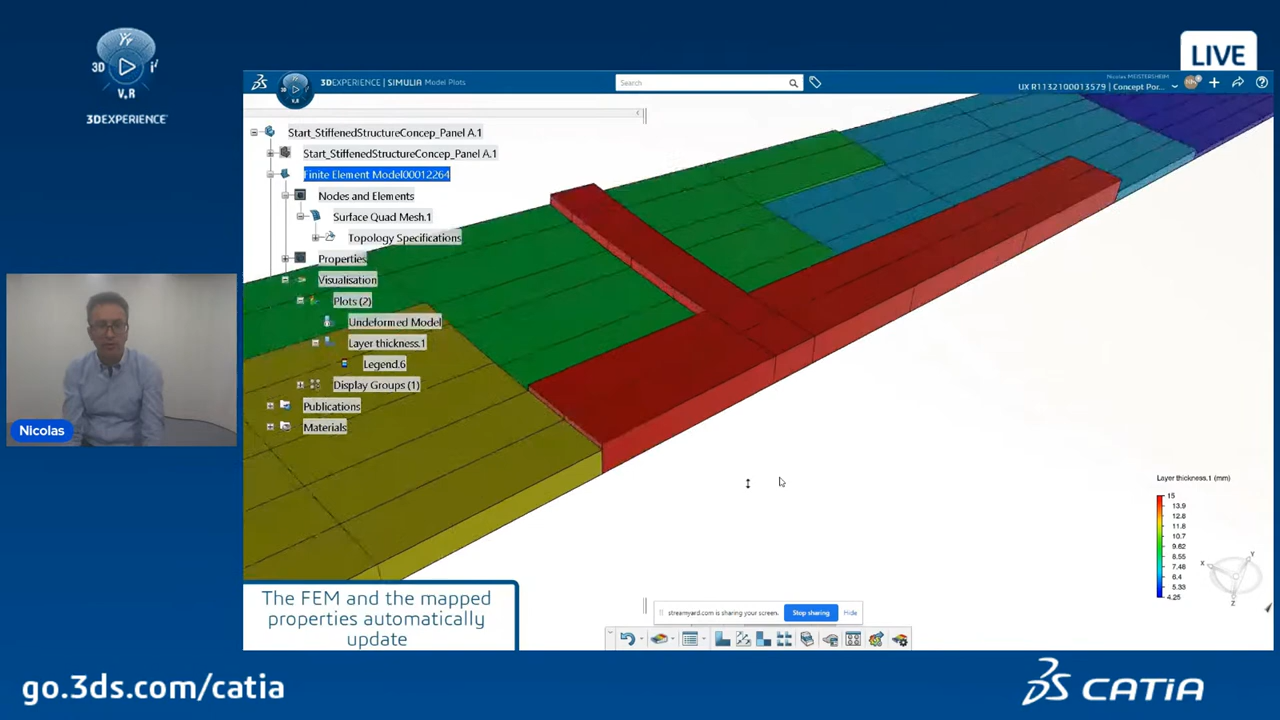 LIVE
3D
V.R
3DEXPERIENCE
3DEXPERIENCE | SIMULIA Model Plots
Search
Nicolas MEISTERSHEIM
UX R1132100013579 | Concept Por...
Start_StiffenedStructureConcep_Panel A.1
Start_StiffenedStructureConcep_Panel A.1
Finite Element Model00012264
Nodes and Elements
Surface Quad Mesh.1
Topology Specifications
Properties
Visualisation
Plots (2)
Undeformed Model
Layer thickness.1
Legend.6
Display Groups (1)
Publications
Materials
Nicolas
Layer thickness.1 (mm)
15
13.9
12.8
11.8
10.7
9.62
8.55
7.48
6.4
5.33
4.25
X
Y
Z
The FEM and the mapped
properties automatically
update
streamyard.com is sharing your screen.
Stop sharing
Hide
go.3ds.com/catia
CATIA